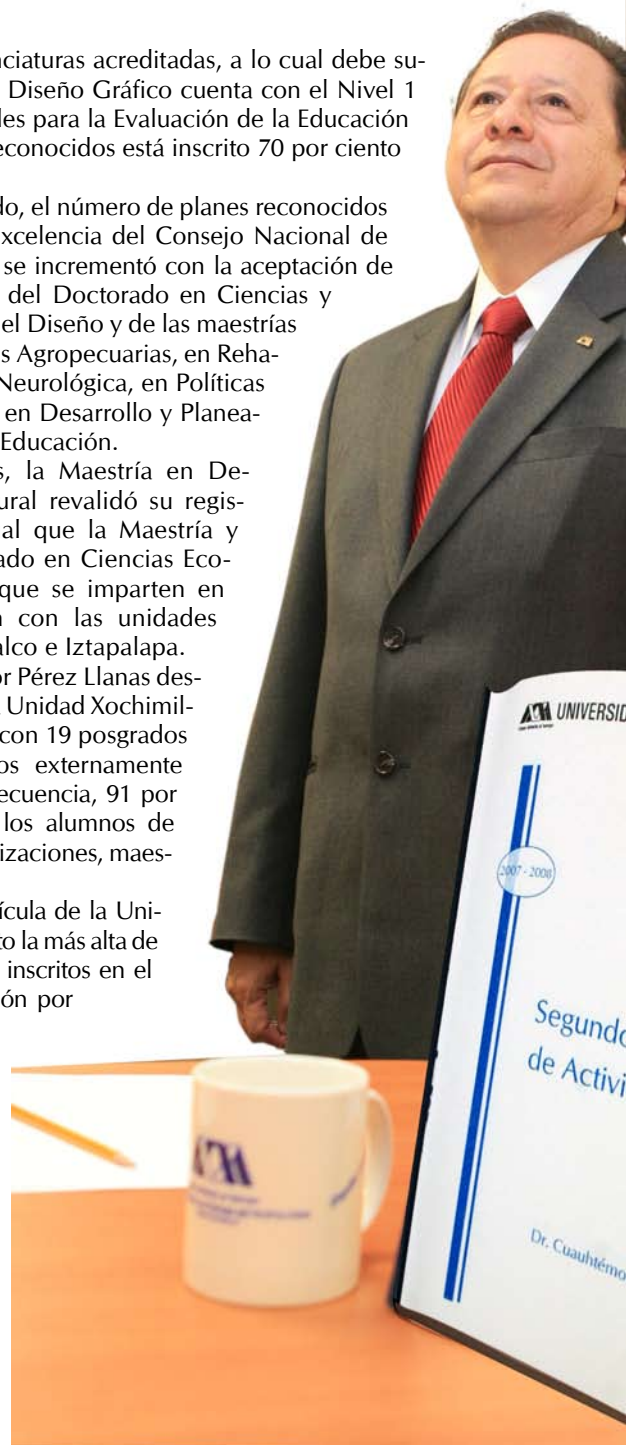 nciaturas acreditadas, a lo cual debe su-
Diseño Gráfico cuenta con el Nivel 1
les para la Evaluación de la Educación
econocidos está inscrito 70 por ciento
do, el número de planes reconocidos
xcelencia del Consejo Nacional de
se incrementó con la aceptación de
del Doctorado en Ciencias y
el Diseño y de las maestrías
s Agropecuarias, en Reha-
Neurológica, en Políticas
en Desarrollo y Planea-
Educación.
s, la Maestría en De-
ural revalidó su regis-
al que la Maestría y
ado en Ciencias Eco-
que se imparten en
n con las unidades
alco e Iztapalapa.
or Pérez Llanas des-
Unidad Xochimil-
con 19 posgrados
os externamente
ecuencia, 91 por
los alumnos de
izaciones, maes-
ícula de la Uni-
to la más alta de
inscritos en el
ón por
UNIVERSID
2007 - 2008
Segundo
de Activi
Dr. Cuauhtémo